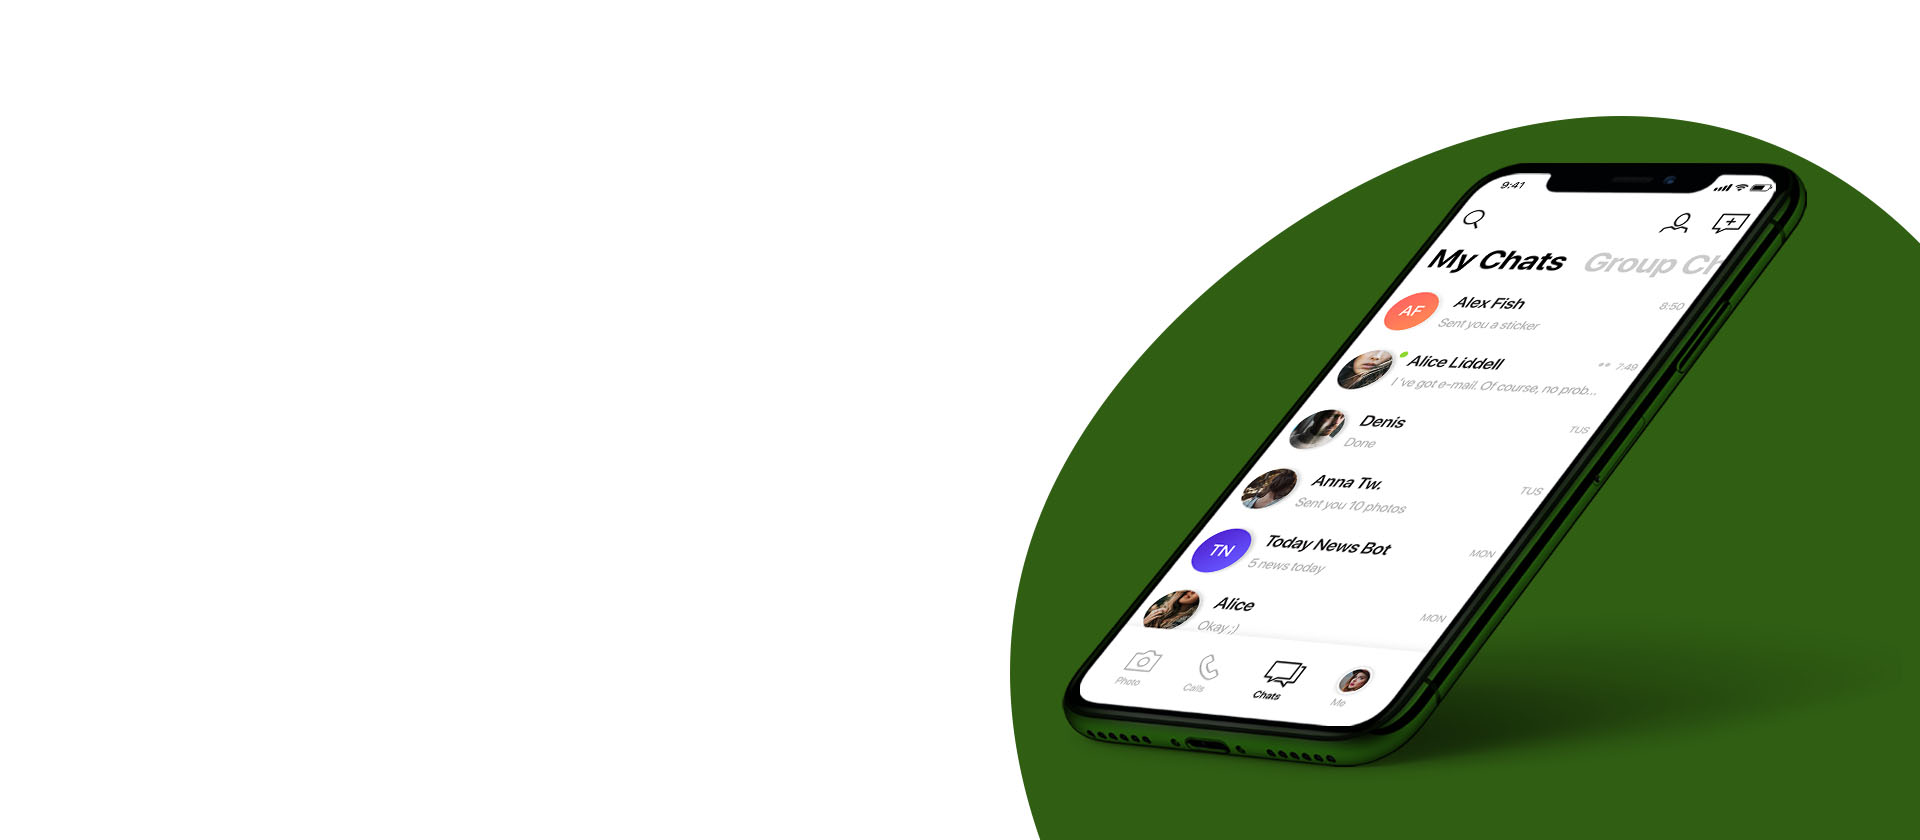 9:41
My Chats Group Ch
AF Alex Fish 8:50
Sent you a sticker
Alice Liddell 7:49
I 've got e-mail. Of course, no prob...
Denis TUS
Done
Anna Tw. TUS
Sent you 10 photos
TN Today News Bot MON
5 news today
Alice MON
Okay ;)
Photo Calls Chats Me